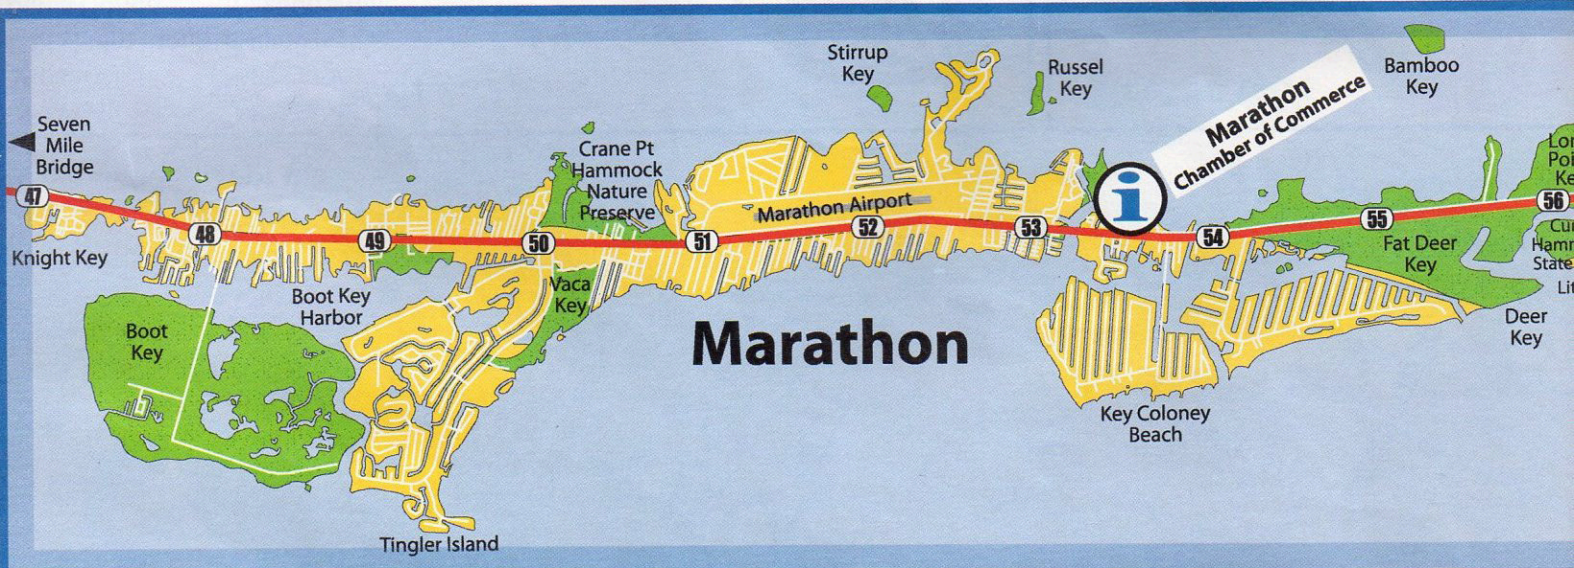 Seven
Mile
Bridge
47
Knight Key
48
49
50
51
52
53
54
55
56
Boot
Key
Boot Key
Harbor
Tingler Island
Crane Pt
Hammock
Nature
Preserve
Vaca
Key
Marathon
Marathon Airport
Stirrup
Key
Russel
Key
i
Marathon
Chamber of Commerce
Bamboo
Key
Key Coloney
Beach
Fat Deer
Key
Deer
Key
State